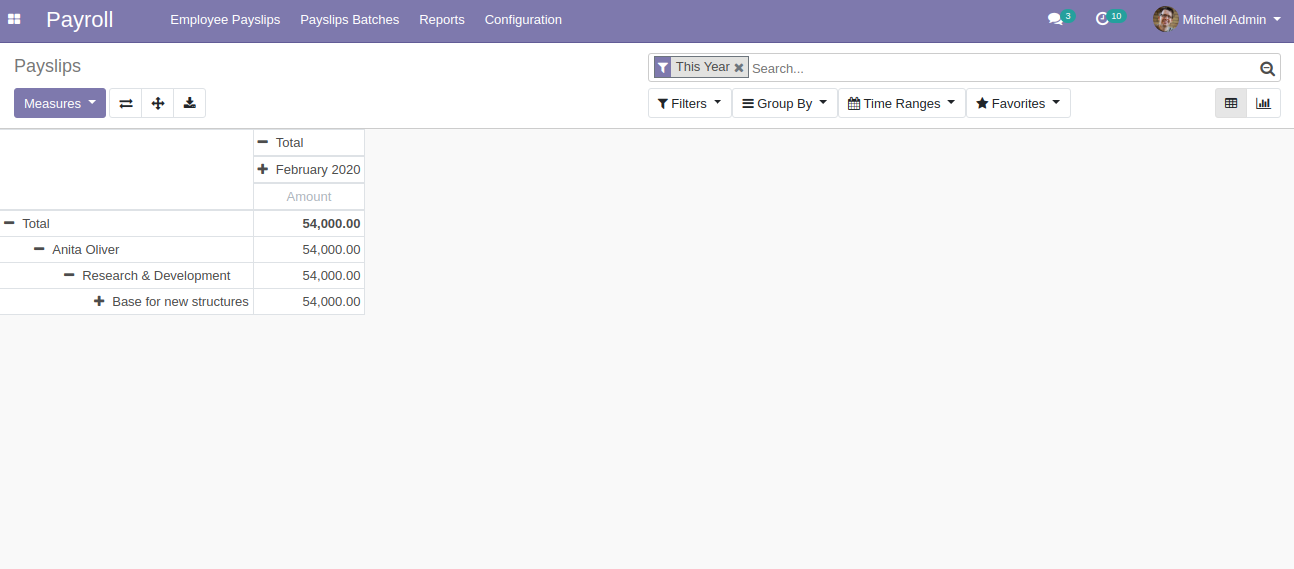 Payroll Employee Payslips Payslips Batches Reports Configuration 3 10 Mitchell Admin
Payslips
This Year Search...
Measures Filters Group By Time Ranges Favorites
Total
February 2020
Amount
Total 54,000.00
Anita Oliver 54,000.00
Research & Development 54,000.00
Base for new structures 54,000.00